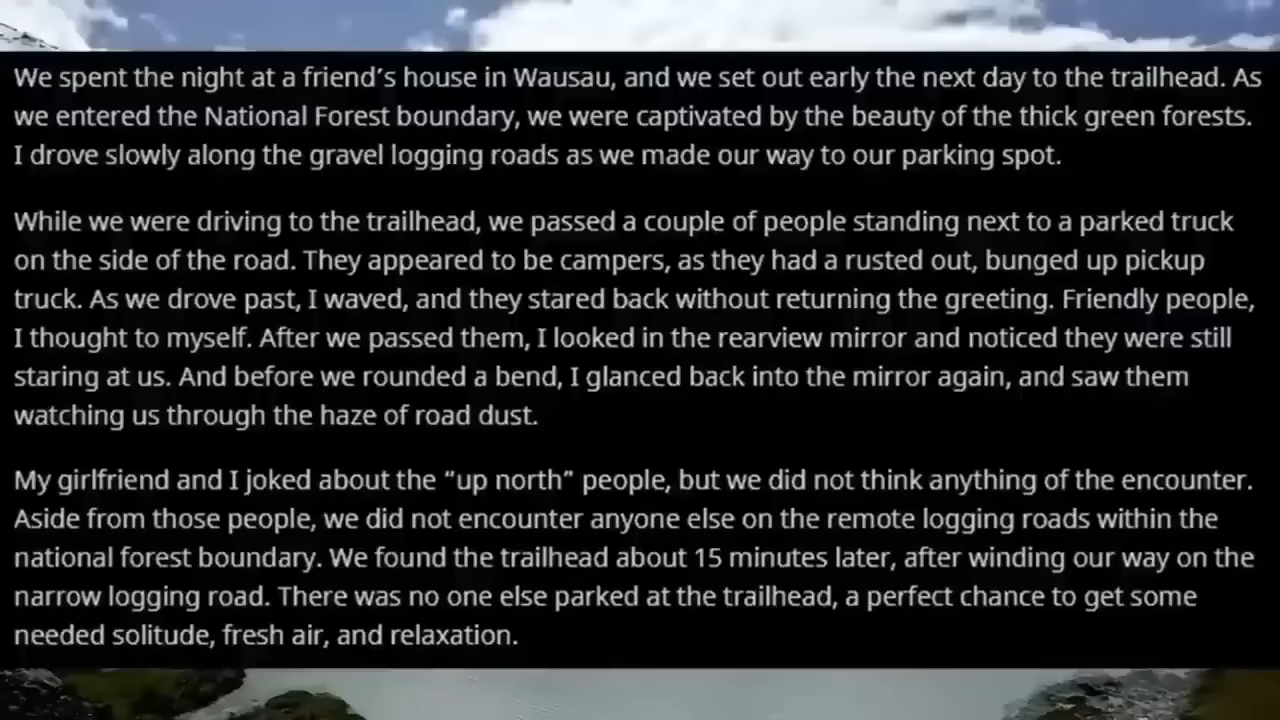 We spent the night at a friend’s house in Wausau, and we set out early the next day to the trailhead. As
we entered the National Forest boundary, we were captivated by the beauty of the thick green forests.
I drove slowly along the gravel logging roads as we made our way to our parking spot.
While we were driving to the trailhead, we passed a couple of people standing next to a parked truck
on the side of the road. They appeared to be campers, as they had a rusted out, bunged up pickup
truck. As we drove past, I waved, and they stared back without returning the greeting. Friendly people,
I thought to myself. After we passed them, I looked in the rearview mirror and noticed they were still
staring at us. And before we rounded a bend, I glanced back into the mirror again, and saw them
watching us through the haze of road dust.
My girlfriend and I joked about the “up north” people, but we did not think anything of the encounter.
Aside from those people, we did not encounter anyone else on the remote logging roads within the
national forest boundary. We found the trailhead about 15 minutes later, after winding our way on the
narrow logging road. There was no one else parked at the trailhead, a perfect chance to get some
needed solitude, fresh air, and relaxation.